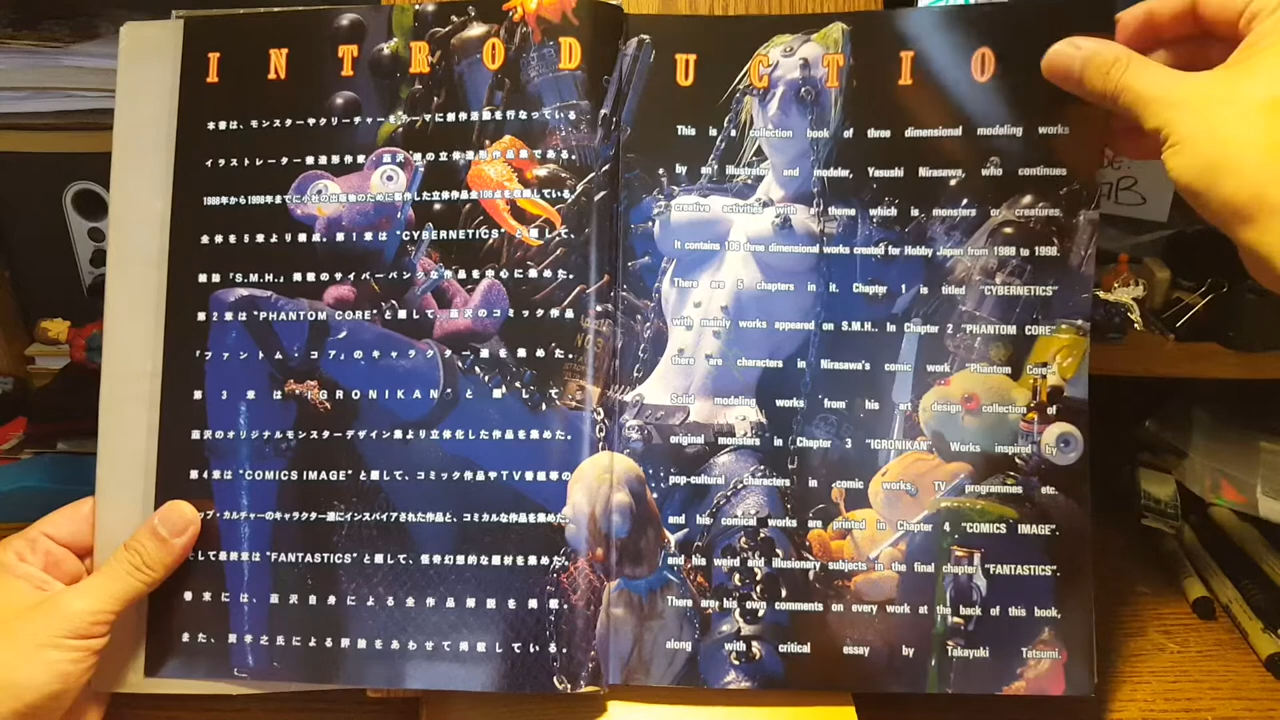 INTRODUCTIO
本書は、モンスターやクリーチャーをテーマに創作活動を行なっている
イラストレーター兼造形作家・韮沢靖の立体造形作品集である。
1988年から1998年までに小社の出版物のために製作した立体作品全106点を収録している。
全体を5章より構成。第1章は"CYBERNETICS"と題して、
雑誌『S.M.H.』掲載のサイバーパンクな作品を中心に集めた。
第2章は"PHANTOM CORE"と題して、韮沢のコミック作品
『ファントム・コア』のキャラクター達を集めた。
第3章は"IGRONIKAN"と題して
韮沢のオリジナルモンスターデザイン集より立体化した作品を集めた。
第4章は"COMICS IMAGE"と題して、コミック作品やTV番組等の
ップ・カルチャーのキャラクター達にインスパイアされた作品と、コミカルな作品を集めた。
そして最終章は"FANTASTICS"と題して、怪奇幻想的な題材を集めた。
巻末には、韮沢自身による全作品解説を掲載。
また、巽孝之氏による評論をあわせて掲載している。
This is a collection book of three dimensional modeling works
by an illustrator and modeler, Yasushi Nirasawa, who continues
creative activities with a theme which is monsters or creatures.
It contains 106 three dimensional works created for Hobby Japan from 1988 to 1998.
There are 5 chapters in it. Chapter 1 is titled "CYBERNETICS"
with mainly works appeared on S.M.H.. In Chapter 2 "PHANTOM CORE"
there are characters in Nirasawa's comic work "Phantom Core".
Solid modeling works from his art design collection of
original monsters in Chapter 3 "IGRONIKAN". Works inspired by
pop-cultural characters in comic works, TV programmes etc.
and his comical works are printed in Chapter 4 "COMICS IMAGE".
and his weird and illusionary subjects in the final chapter "FANTASTICS".
There are his own comments on every work at the back of this book,
along with critical essay by Takayuki Tatsumi.